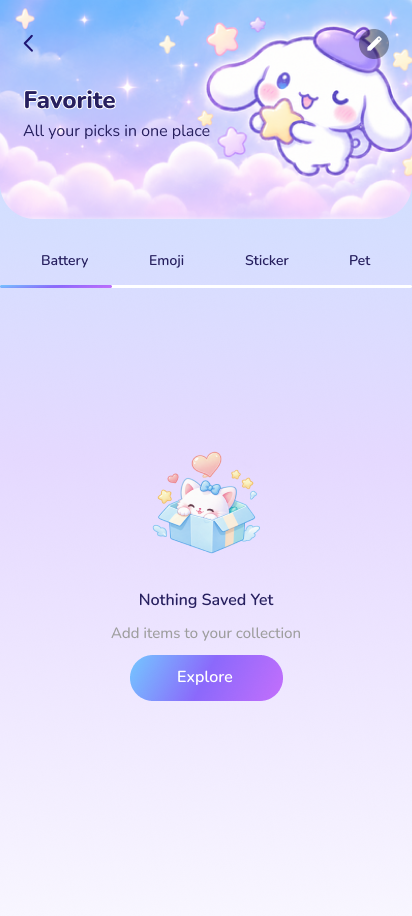 Favorite
All your picks in one place
Battery
Emoji
Sticker
Pet
Nothing Saved Yet
Add items to your collection
Explore